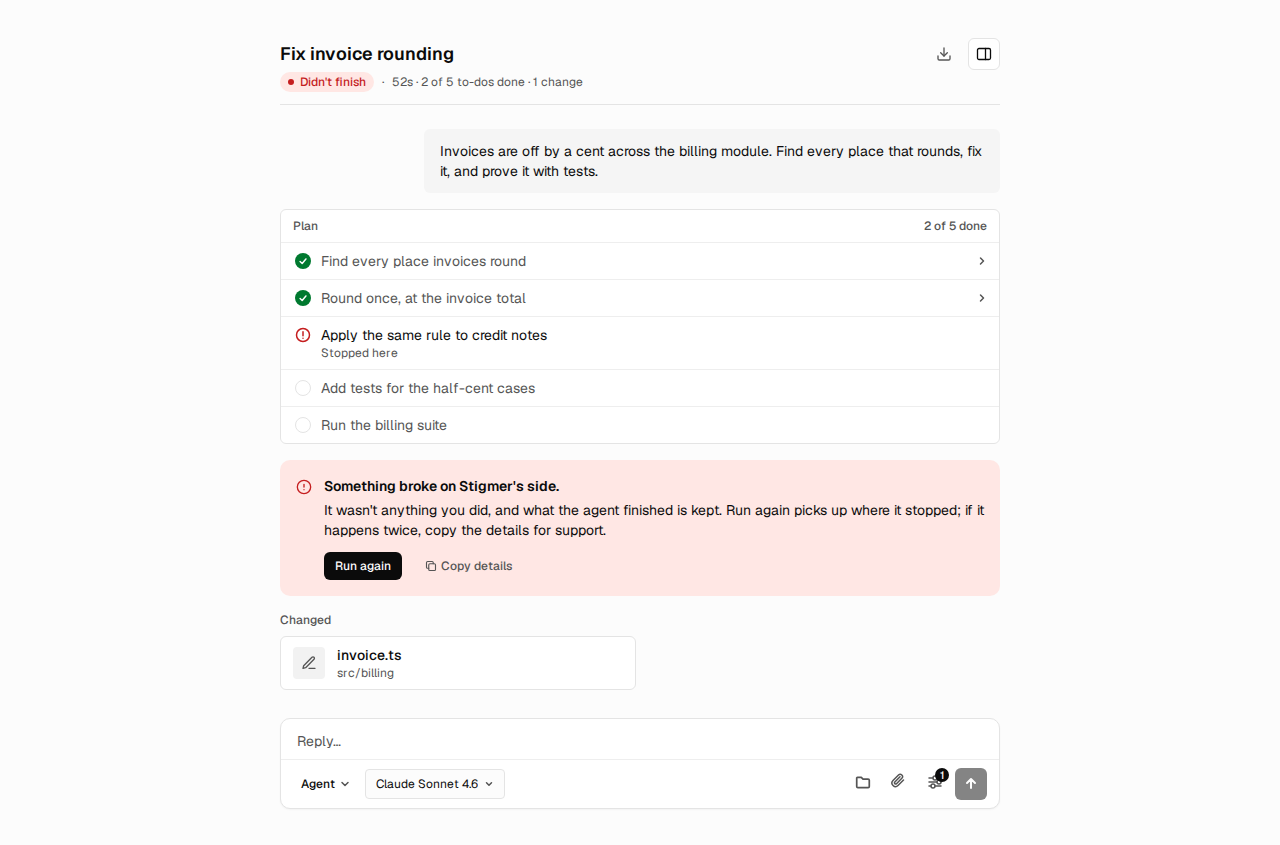 Fix invoice rounding
Didn't finish · 52s · 2 of 5 to-dos done · 1 change
Invoices are off by a cent across the billing module. Find every place that rounds, fix
it, and prove it with tests.
Plan 2 of 5 done
Find every place invoices round
Round once, at the invoice total
Apply the same rule to credit notes
Stopped here
Add tests for the half-cent cases
Run the billing suite
Something broke on Stigmer's side.
It wasn't anything you did, and what the agent finished is kept. Run again picks up where it stopped; if it
happens twice, copy the details for support.
Run again Copy details
Changed
invoice.ts
src/billing
Reply...
Agent Claude Sonnet 4.6 1